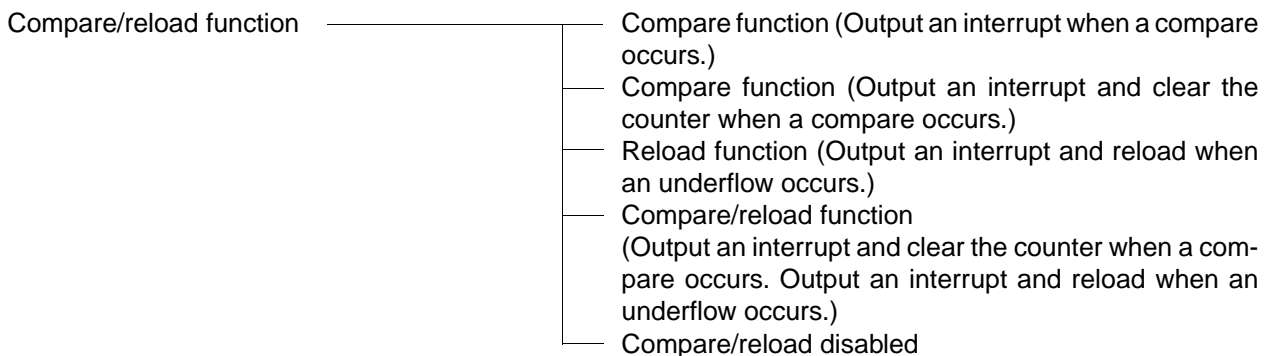 Compare/reload function
Compare function (Output an interrupt when a compare
occurs.)
Compare function (Output an interrupt and clear the
counter when a compare occurs.)
Reload function (Output an interrupt and reload when
an underflow occurs.)
Compare/reload function
(Output an interrupt and clear the counter when a com-
pare occurs. Output an interrupt and reload when an
underflow occurs.)
Compare/reload disabled